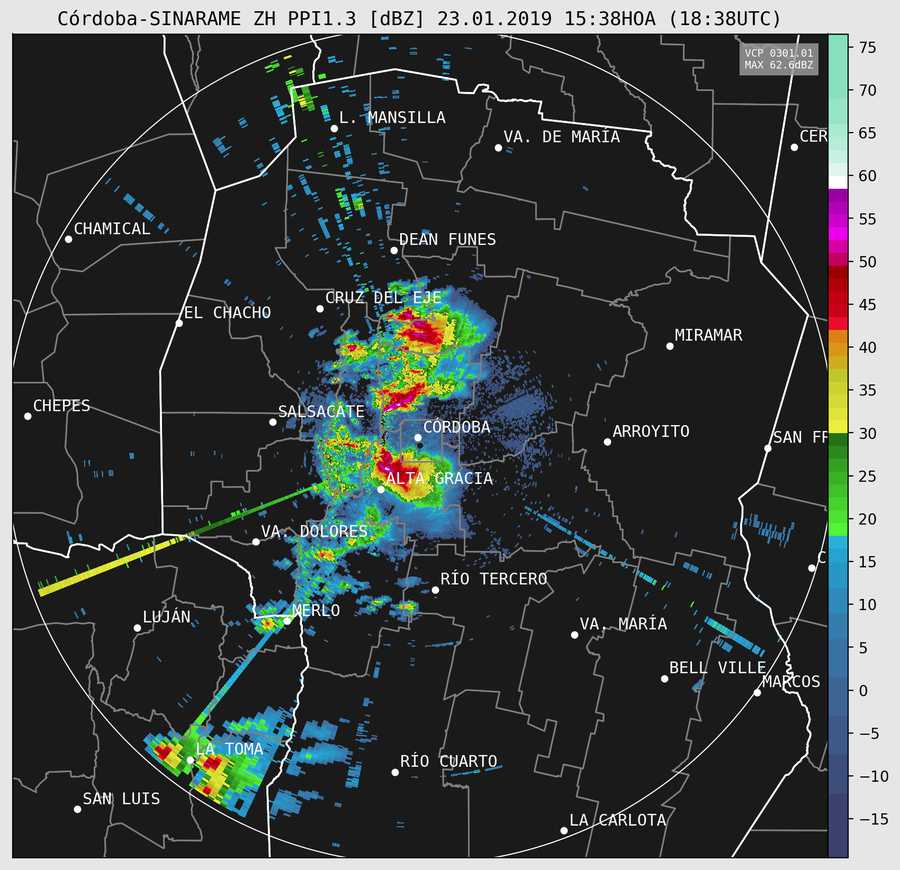 Córdoba-SINARAME ZH PPI1.3 [dBZ] 23.01.2019 15:38HOA (18:38UTC)
VCP 0301.01
MAX 62.6dBZ
75
70
65
60
55
50
45
40
35
30
25
20
15
10
5
0
−5
−10
−15
L. MANSILLA
VA. DE MARÍA
CER
CHAMICAL
DEAN FUNES
CRUZ DEL EJE
EL CHACHO
MIRAMAR
CHEPES
SALSACATE
CÓRDOBA
ARROYITO
SAN FR
ALTA GRACIA
VA. DOLORES
C
RÍO TERCERO
LUJÁN
MERLO
VA. MARÍA
BELL VILLE
MARCOS
LA TOMA
RÍO CUARTO
SAN LUIS
LA CARLOTA